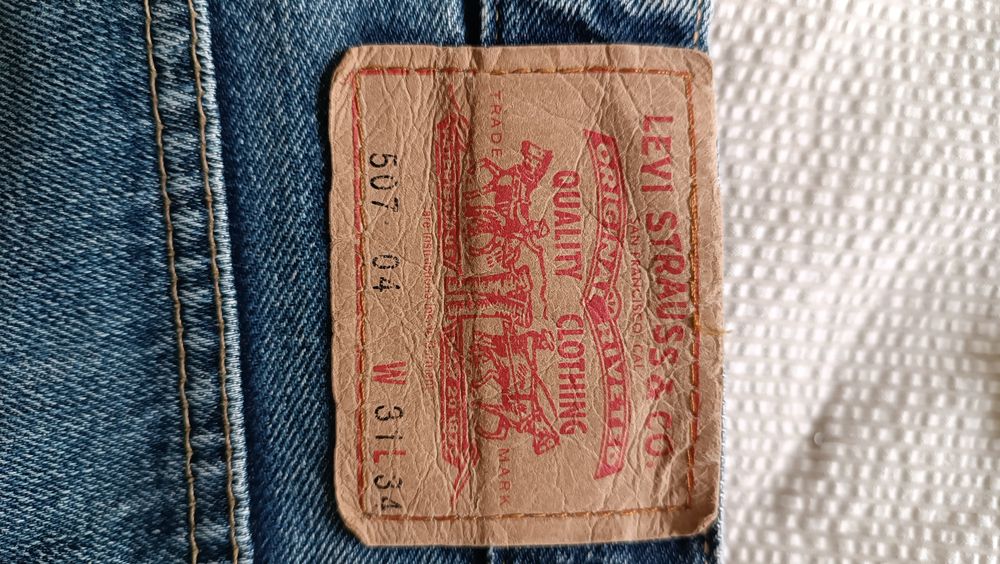 LEVI STRAUSS & CO.
SAN FRANCISCO, CAL
ORIGINAL RIVETED
QUALITY CLOTHING
TRADE MARK
507-04 W 31 L 34